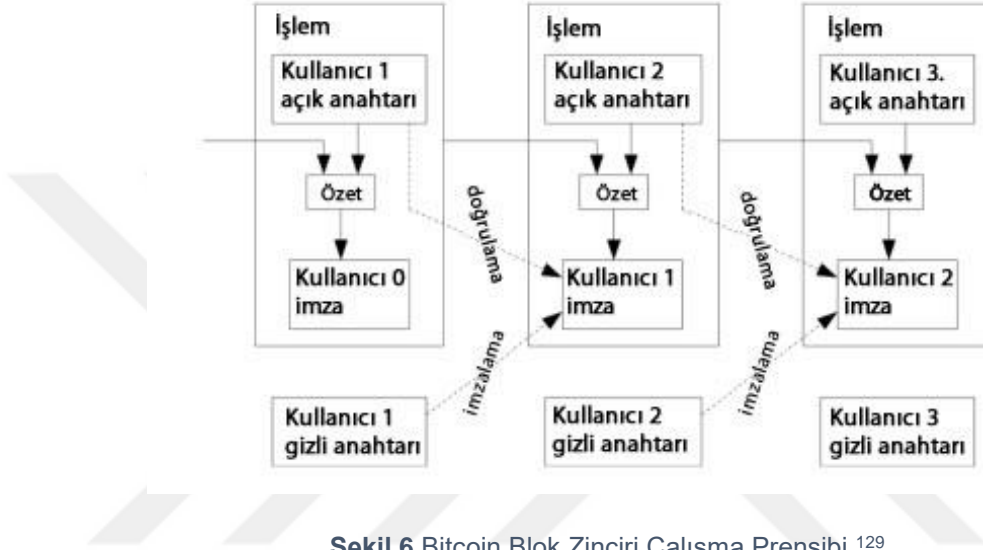 İşlem
Kullanıcı 1
açık anahtarı
Özet
Kullanıcı 0
imza
İşlem
Kullanıcı 2
açık anahtarı
Özet
Kullanıcı 1
imza
İşlem
Kullanıcı 3.
açık anahtarı
Özet
Kullanıcı 2
imza
doğrulama
doğrulama
imzalama
imzalama
Kullanıcı 1
gizli anahtarı
Kullanıcı 2
gizli anahtarı
Kullanıcı 3
gizli anahtarı
Şekil 6 Bitcoin Blok Zinciri Çalışma Prensibi 129